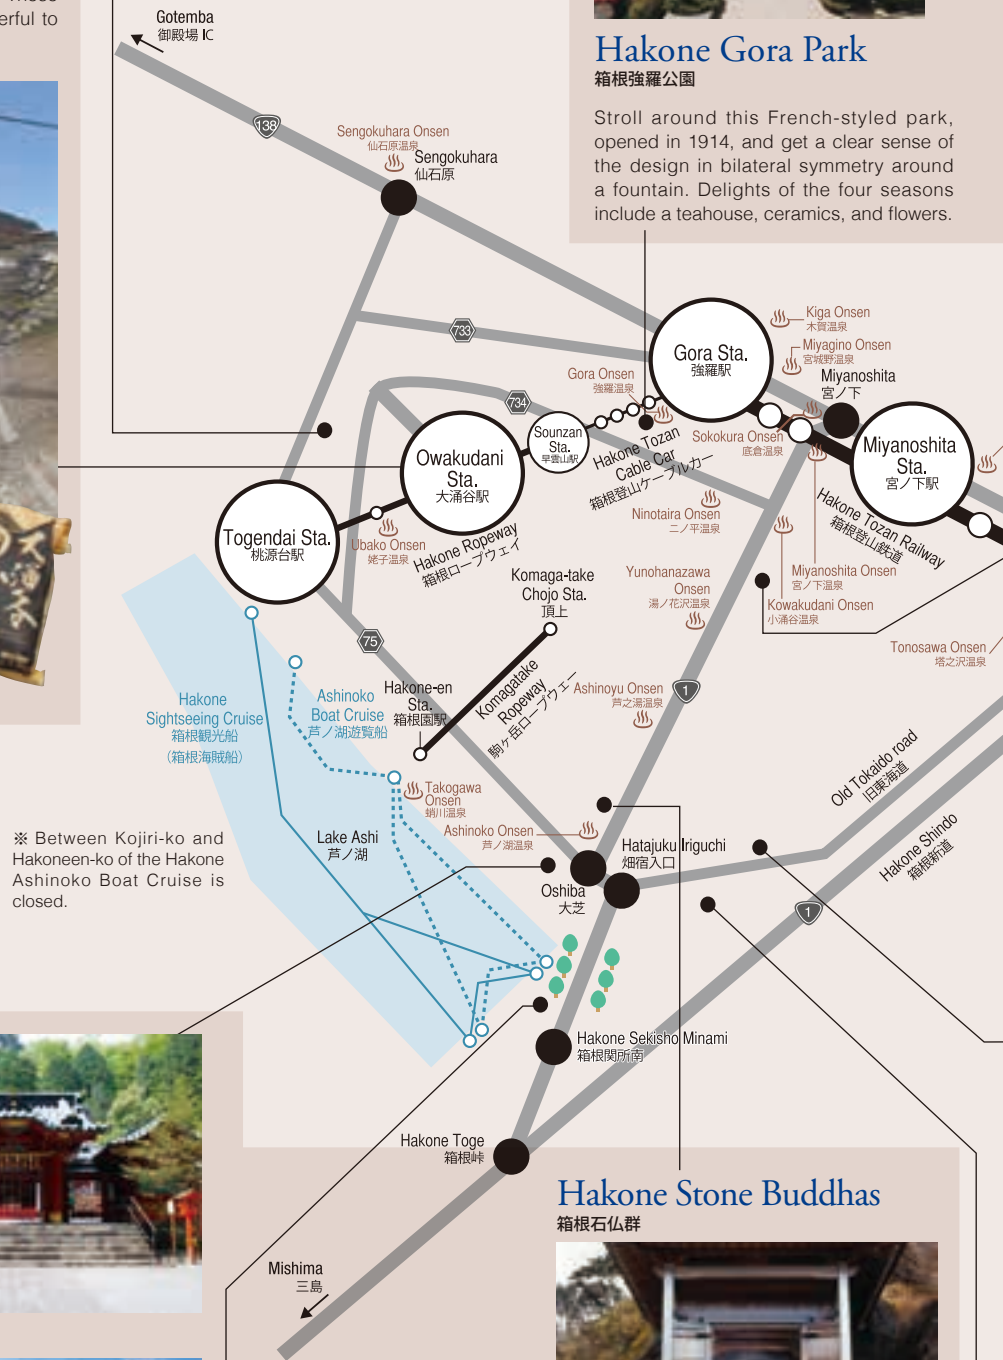 erful to
Gotemba
御殿場 IC
138
Sengokuhara Onsen
仙石原温泉
Sengokuhara
仙石原
Hakone Gora Park
箱根強羅公園
Stroll around this French-styled park,
opened in 1914, and get a clear sense of
the design in bilateral symmetry around
a fountain. Delights of the four seasons
include a teahouse, ceramics, and flowers.
733
734
Gora Sta.
強羅駅
Kiga Onsen
木賀温泉
Miyagino Onsen
宮城野温泉
Miyanoshita
宮ノ下
Gora Onsen
強羅温泉
Sounzan
Sta.
早雲山駅
Owakudani
Sta.
大涌谷駅
Hakone Tozan
Cable Car
箱根登山ケーブルカー
Sokokura Onsen
底倉温泉
Miyanoshita
Sta.
宮ノ下駅
Togendai Sta.
桃源台駅
Ubako Onsen
姥子温泉
Hakone Ropeway
箱根ロープウェイ
Ninotaira Onsen
二ノ平温泉
Hakone Tozan Railway
箱根登山鉄道
Komaga-take
Chojo Sta.
頂上
Yunohanazawa
Onsen
湯ノ花沢温泉
Miyanoshita Onsen
宮ノ下温泉
Kowakudani Onsen
小涌谷温泉
Tonosawa Onsen
塔之沢温泉
75
1
Hakone
Sightseeing Cruise
箱根観光船
（箱根海賊船）
Ashinoko
Boat Cruise
芦ノ湖遊覧船
Hakone-en
Sta.
箱根園駅
Komagatake
Ropeway
駒ヶ岳ロープウェー
Ashinoyu Onsen
芦之湯温泉
Old Tokaido road
旧東海道
Takogawa
Onsen
蛸川温泉
Lake Ashi
芦ノ湖
Ashinoko Onsen
芦ノ湖温泉
※ Between Kojiri-ko and
Hakoneen-ko of the Hakone
Ashinoko Boat Cruise is
closed.
Hatajuku Iriguchi
畑宿入口
Oshiba
大芝
Hakone Shindo
箱根新道
1
Hakone Sekisho Minami
箱根関所南
Hakone Toge
箱根峠
Mishima
三島
Hakone Stone Buddhas
箱根石仏群